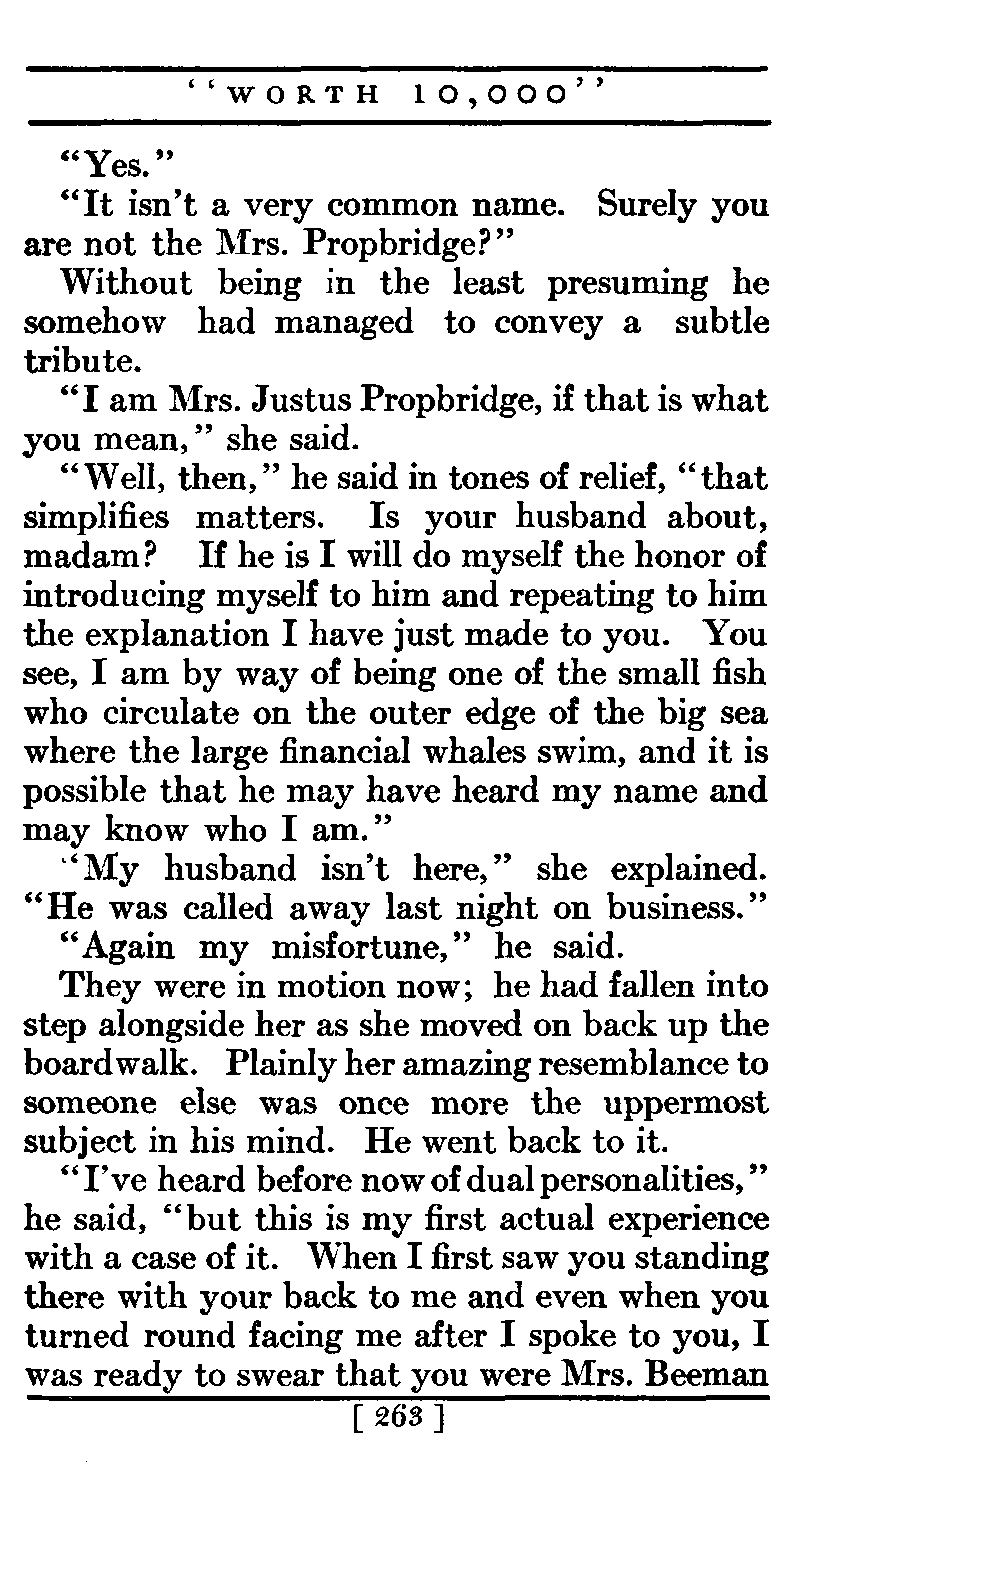 “WORTH 10,000”
“Yes.”
“It isn’t a very common name. Surely you
are not the Mrs. Propbridge?”
Without being in the least presuming he
somehow had managed to convey a subtle
tribute.
“I am Mrs. Justus Propbridge, if that is what
you mean,” she said.
“Well, then,” he said in tones of relief, “that
simplifies matters. Is your husband about,
madam? If he is I will do myself the honor of
introducing myself to him and repeating to him
the explanation I have just made to you. You
see, I am by way of being one of the small fish
who circulate on the outer edge of the big sea
where the large financial whales swim, and it is
possible that he may have heard my name and
may know who I am.”
“My husband isn’t here,” she explained.
“He was called away last night on business.”
“Again my misfortune,” he said.
They were in motion now; he had fallen into
step alongside her as she moved on back up the
boardwalk. Plainly her amazing resemblance to
someone else was once more the uppermost
subject in his mind. He went back to it.
“I’ve heard before now of dual personalities,”
he said, “but this is my first actual experience
with a case of it. When I first saw you standing
there with your back to me and even when you
turned round facing me after I spoke to you, I
was ready to swear that you were Mrs. Beeman
[ 263 ]